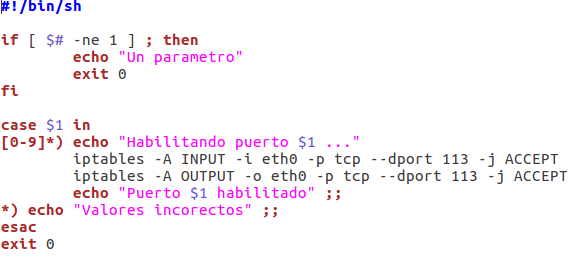 #!/bin/sh
if [ $# -ne 1 ] ; then
echo "Un parametro"
exit 0
fi
case $1 in
[0-9]*) echo "Habilitando puerto $1 ..."
iptables -A INPUT -i eth0 -p tcp --dport 113 -j ACCEPT
iptables -A OUTPUT -o eth0 -p tcp --dport 113 -j ACCEPT
echo "Puerto $1 habilitado" ;;
*) echo "Valores incorectos" ;;
esac
exit 0